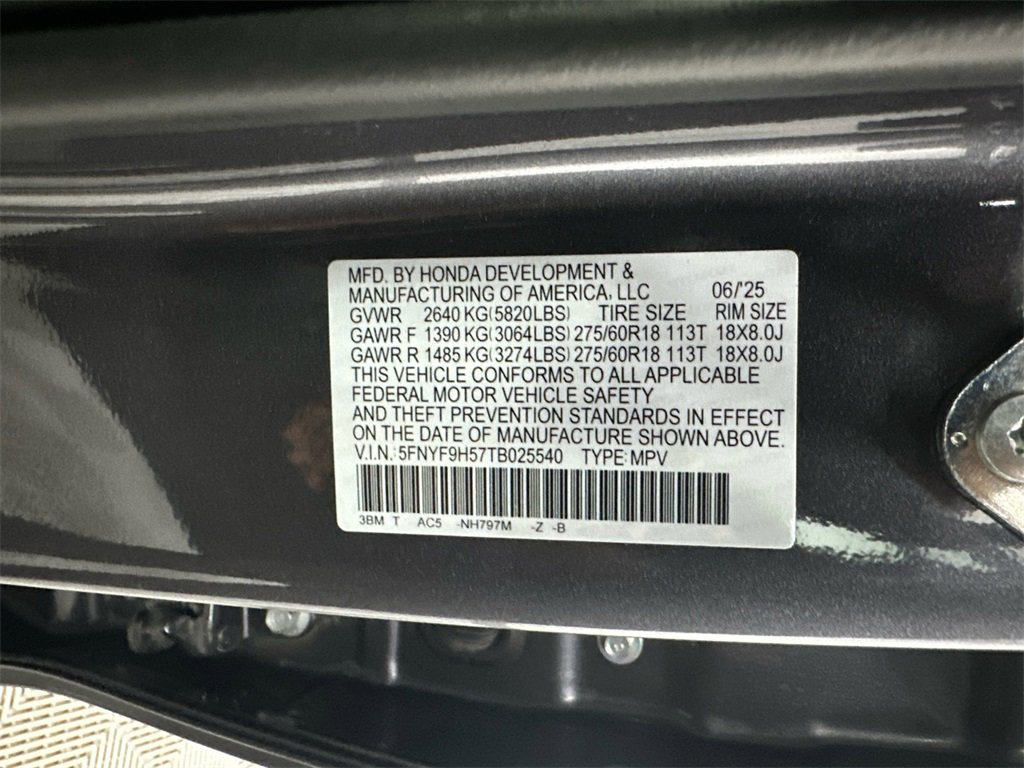 MFD. BY HONDA DEVELOPMENT &
MANUFACTURING OF AMERICA, LLC 06/'25
GVWR 2640 KG(5820LBS) TIRE SIZE RIM SIZE
GAWR F 1390 KG(3064LBS) 275/60R18 113T 18X8.0J
GAWR R 1485 KG(3274LBS) 275/60R18 113T 18X8.0J
THIS VEHICLE CONFORMS TO ALL APPLICABLE
FEDERAL MOTOR VEHICLE SAFETY
AND THEFT PREVENTION STANDARDS IN EFFECT
ON THE DATE OF MANUFACTURE SHOWN ABOVE.
V.I.N.: 5FNYF9H57TB025540 TYPE: MPV
3BM T AC5 -NH797M -Z -B